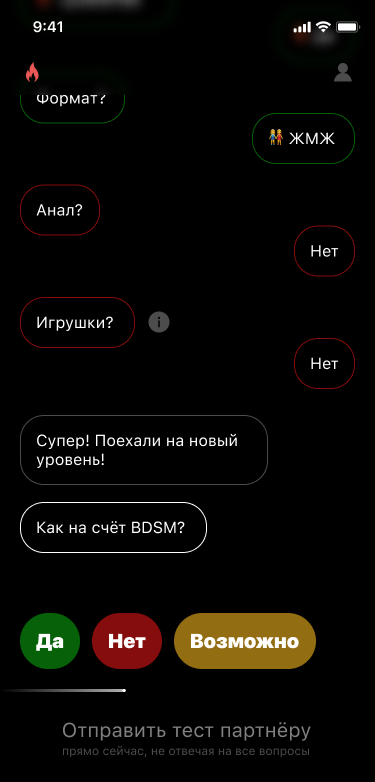 9:41
Формат?
👫 ЖМЖ
Анал?
Нет
Игрушки?
Нет
Супер! Поехали на новый
уровень!
Как на счёт BDSM?
Да Нет Возможно
Отправить тест партнёру
прямо сейчас, не отвечая на все вопросы